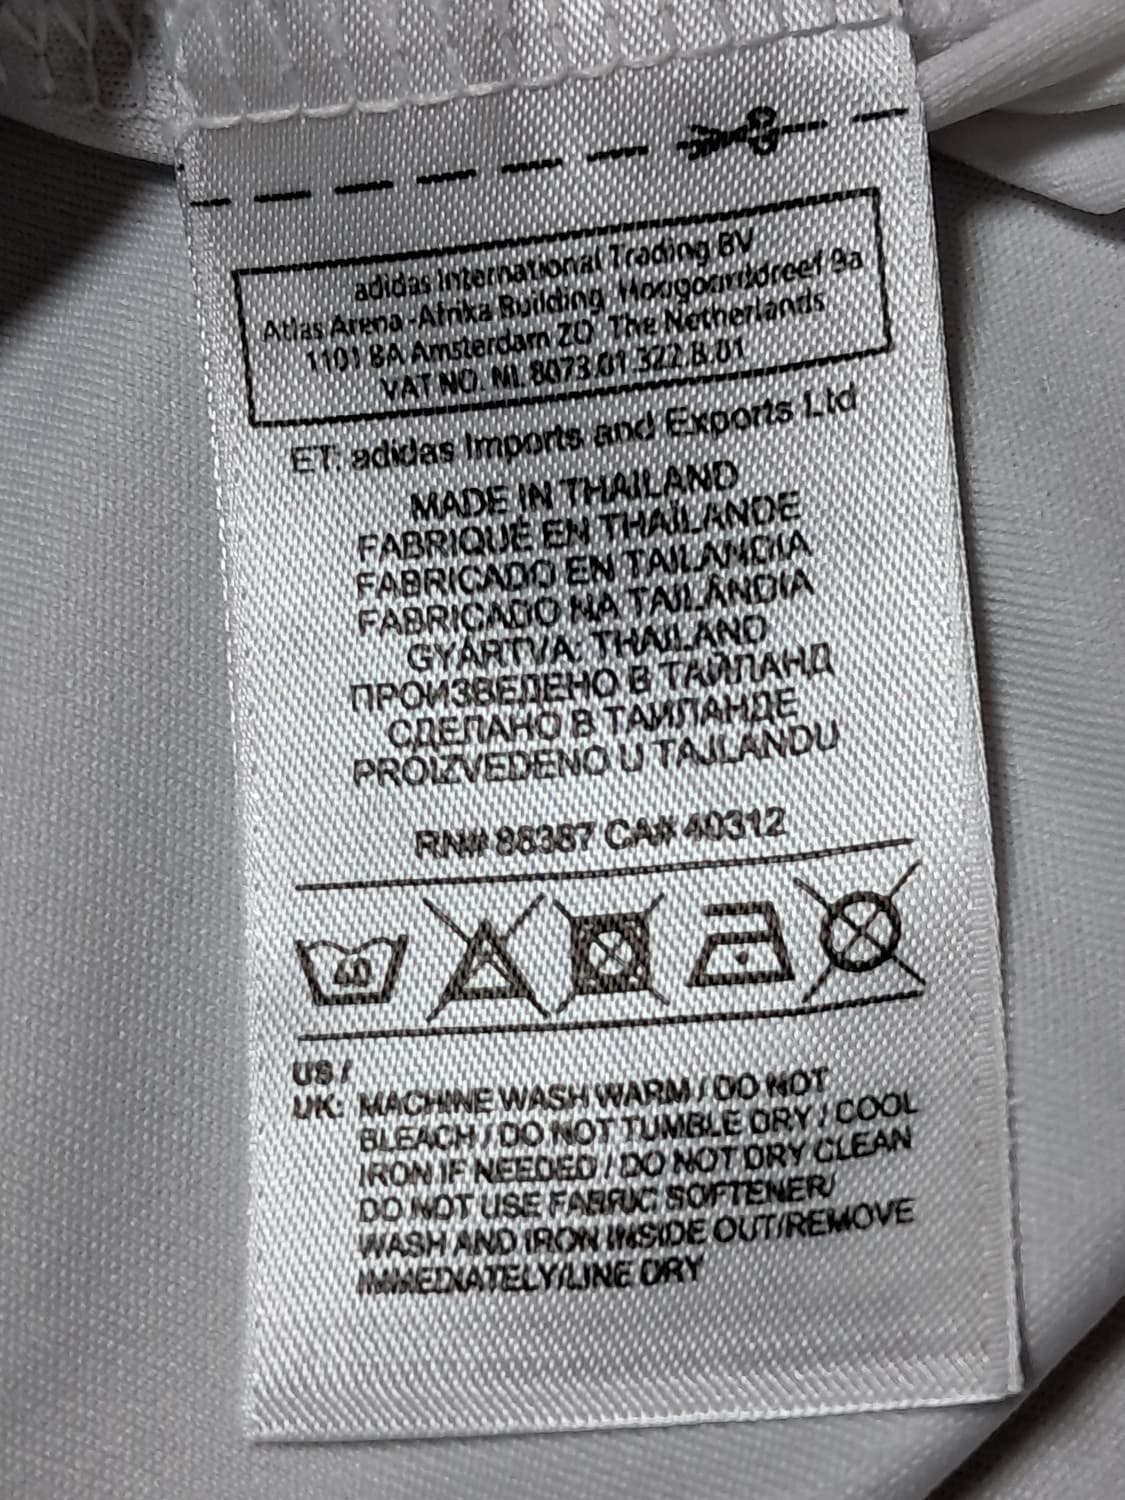 adidas International Trading BV
Atlas Arena-Afrika Building Hoogoorddreef 9a
1101 BA Amsterdam ZO The Netherlands
VAT NO. NL 8073.01.322.B.01
ET: adidas Imports and Exports Ltd
MADE IN THAILAND
FABRIQUÉ EN THAÏLANDE
FABRICADO EN TAILANDIA
FABRICADO NA TAILÂNDIA
GYÁRTVA: THAILAND
ПРОИЗВЕДЕНО В ТАЙЛАНД
СДЕЛАНО В ТАИЛАНДЕ
PROIZVEDENO U TAJLANDU
RN# 88387 CA# 40312
40
US /
UK: MACHINE WASH WARM / DO NOT
BLEACH / DO NOT TUMBLE DRY / COOL
IRON IF NEEDED / DO NOT DRY CLEAN
DO NOT USE FABRIC SOFTENER/
WASH AND IRON INSIDE OUT/REMOVE
IMMEDIATELY/LINE DRY